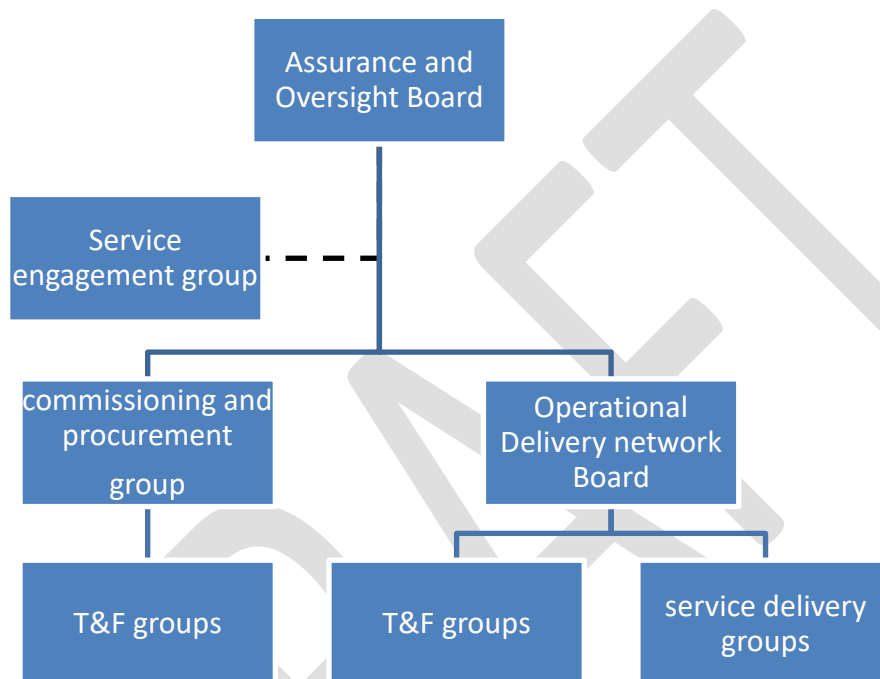 Assurance and
Oversight Board
Service
engagement group
commissioning and
procurement
group
Operational
Delivery network
Board
T&F groups
T&F groups
service delivery
groups
DRAFT